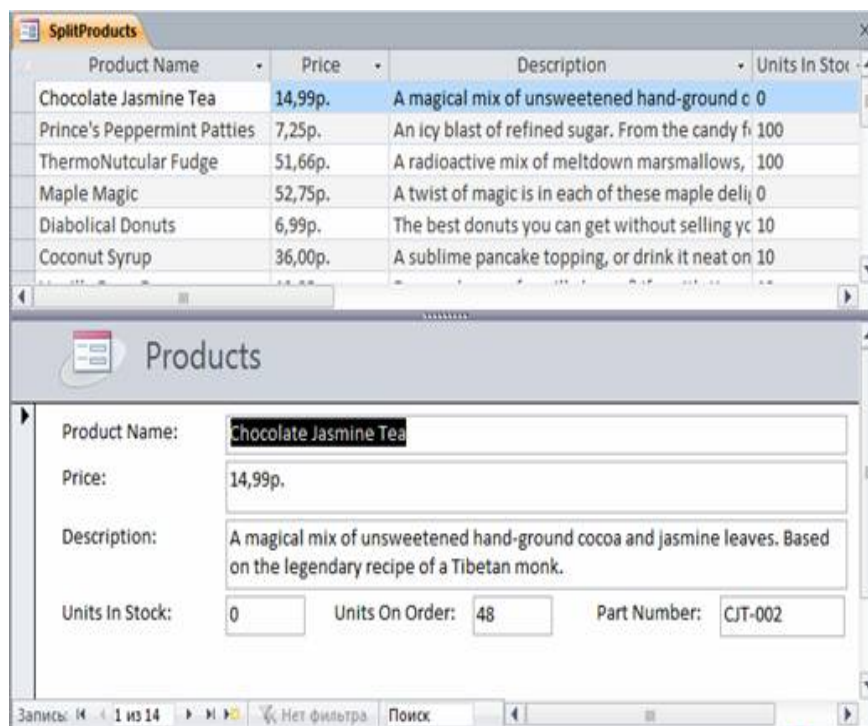 SplitProducts
Product Name Price Description Units In Stoc
Chocolate Jasmine Tea 14,99р. A magical mix of unsweetened hand-ground c 0
Prince's Peppermint Patties 7,25р. An icy blast of refined sugar. From the candy f 100
ThermoNutcular Fudge 51,66р. A radioactive mix of meltdown marsmallows, 100
Maple Magic 52,75р. A twist of magic is in each of these maple deli 0
Diabolical Donuts 6,99р. The best donuts you can get without selling yo 10
Coconut Syrup 36,00р. A sublime pancake topping, or drink it neat on 10
Products
Product Name: Chocolate Jasmine Tea
Price: 14,99р.
Description: A magical mix of unsweetened hand-ground cocoa and jasmine leaves. Based
on the legendary recipe of a Tibetan monk.
Units In Stock: 0 Units On Order: 48 Part Number: CJT-002
Запись: 1 из 14 Нет фильтра Поиск